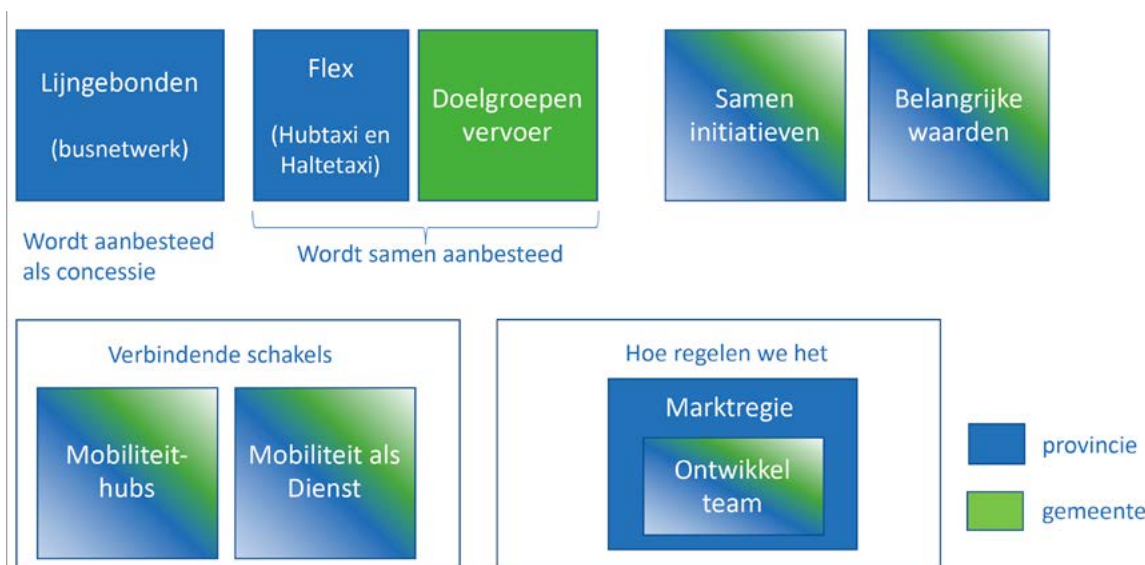 Lijngebonden
(busnetwerk)
Flex
(Hubtaxi en
Haltetaxi)
Doelgroepen
vervoer
Samen
initiatieven
Belangrijke
waarden
Wordt aanbesteed
als concessie
Wordt samen aanbesteed
Verbindende schakels
Mobiliteit-
hubs
Mobiliteit als
Dienst
Hoe regelen we het
Marktregie
Ontwikkel
team
provincie
gemeente